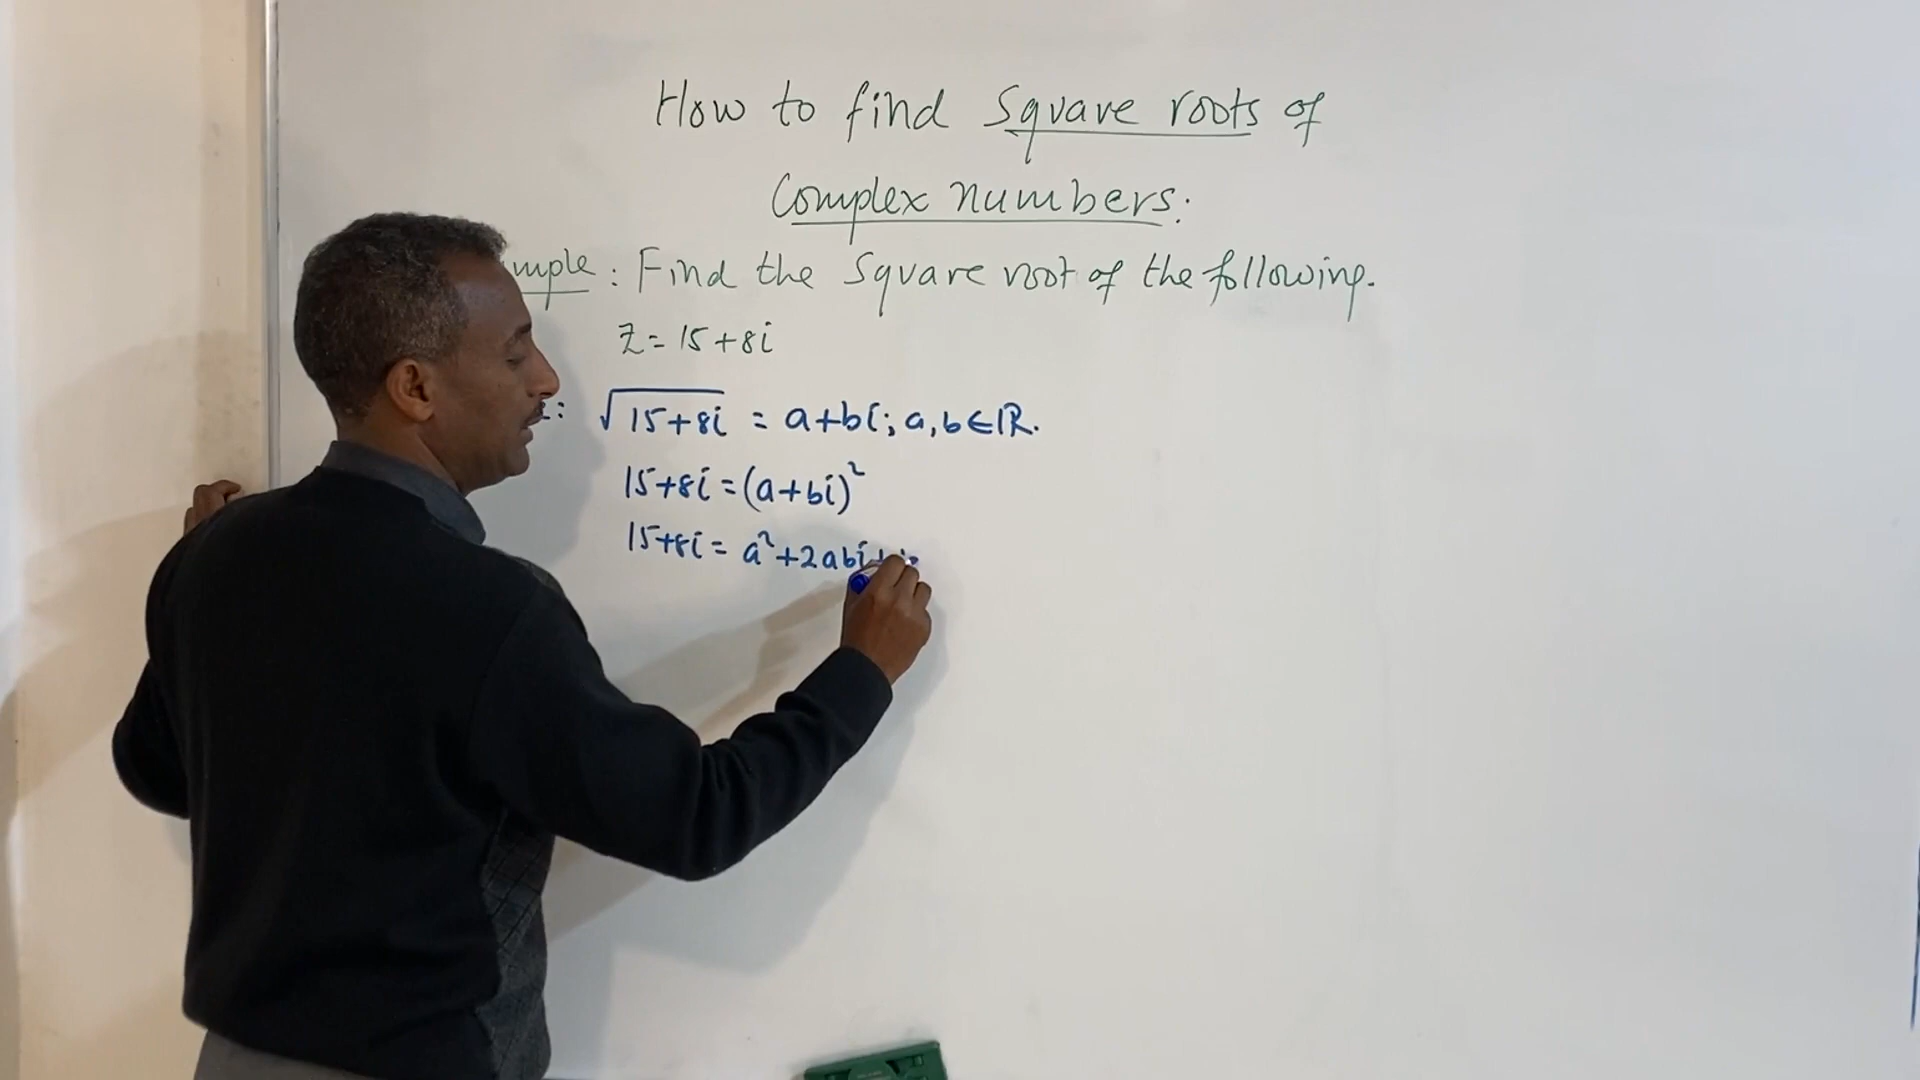 How to find Square roots of
Complex numbers:
mple: Find the Square root of the following.
Z=15+8i
: √15+8i = a+bi; a, b∈ℝ.
15+8i=(a+bi)²
15+8i= a²+2abi+